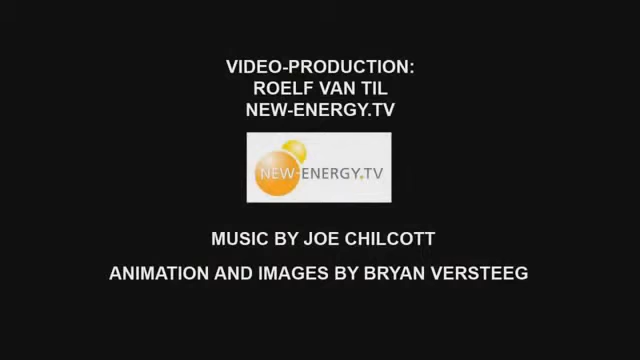 VIDEO-PRODUCTION:
ROELF VAN TIL
NEW-ENERGY.TV
NEW-ENERGY.TV
MUSIC BY JOE CHILCOTT
ANIMATION AND IMAGES BY BRYAN VERSTEEG